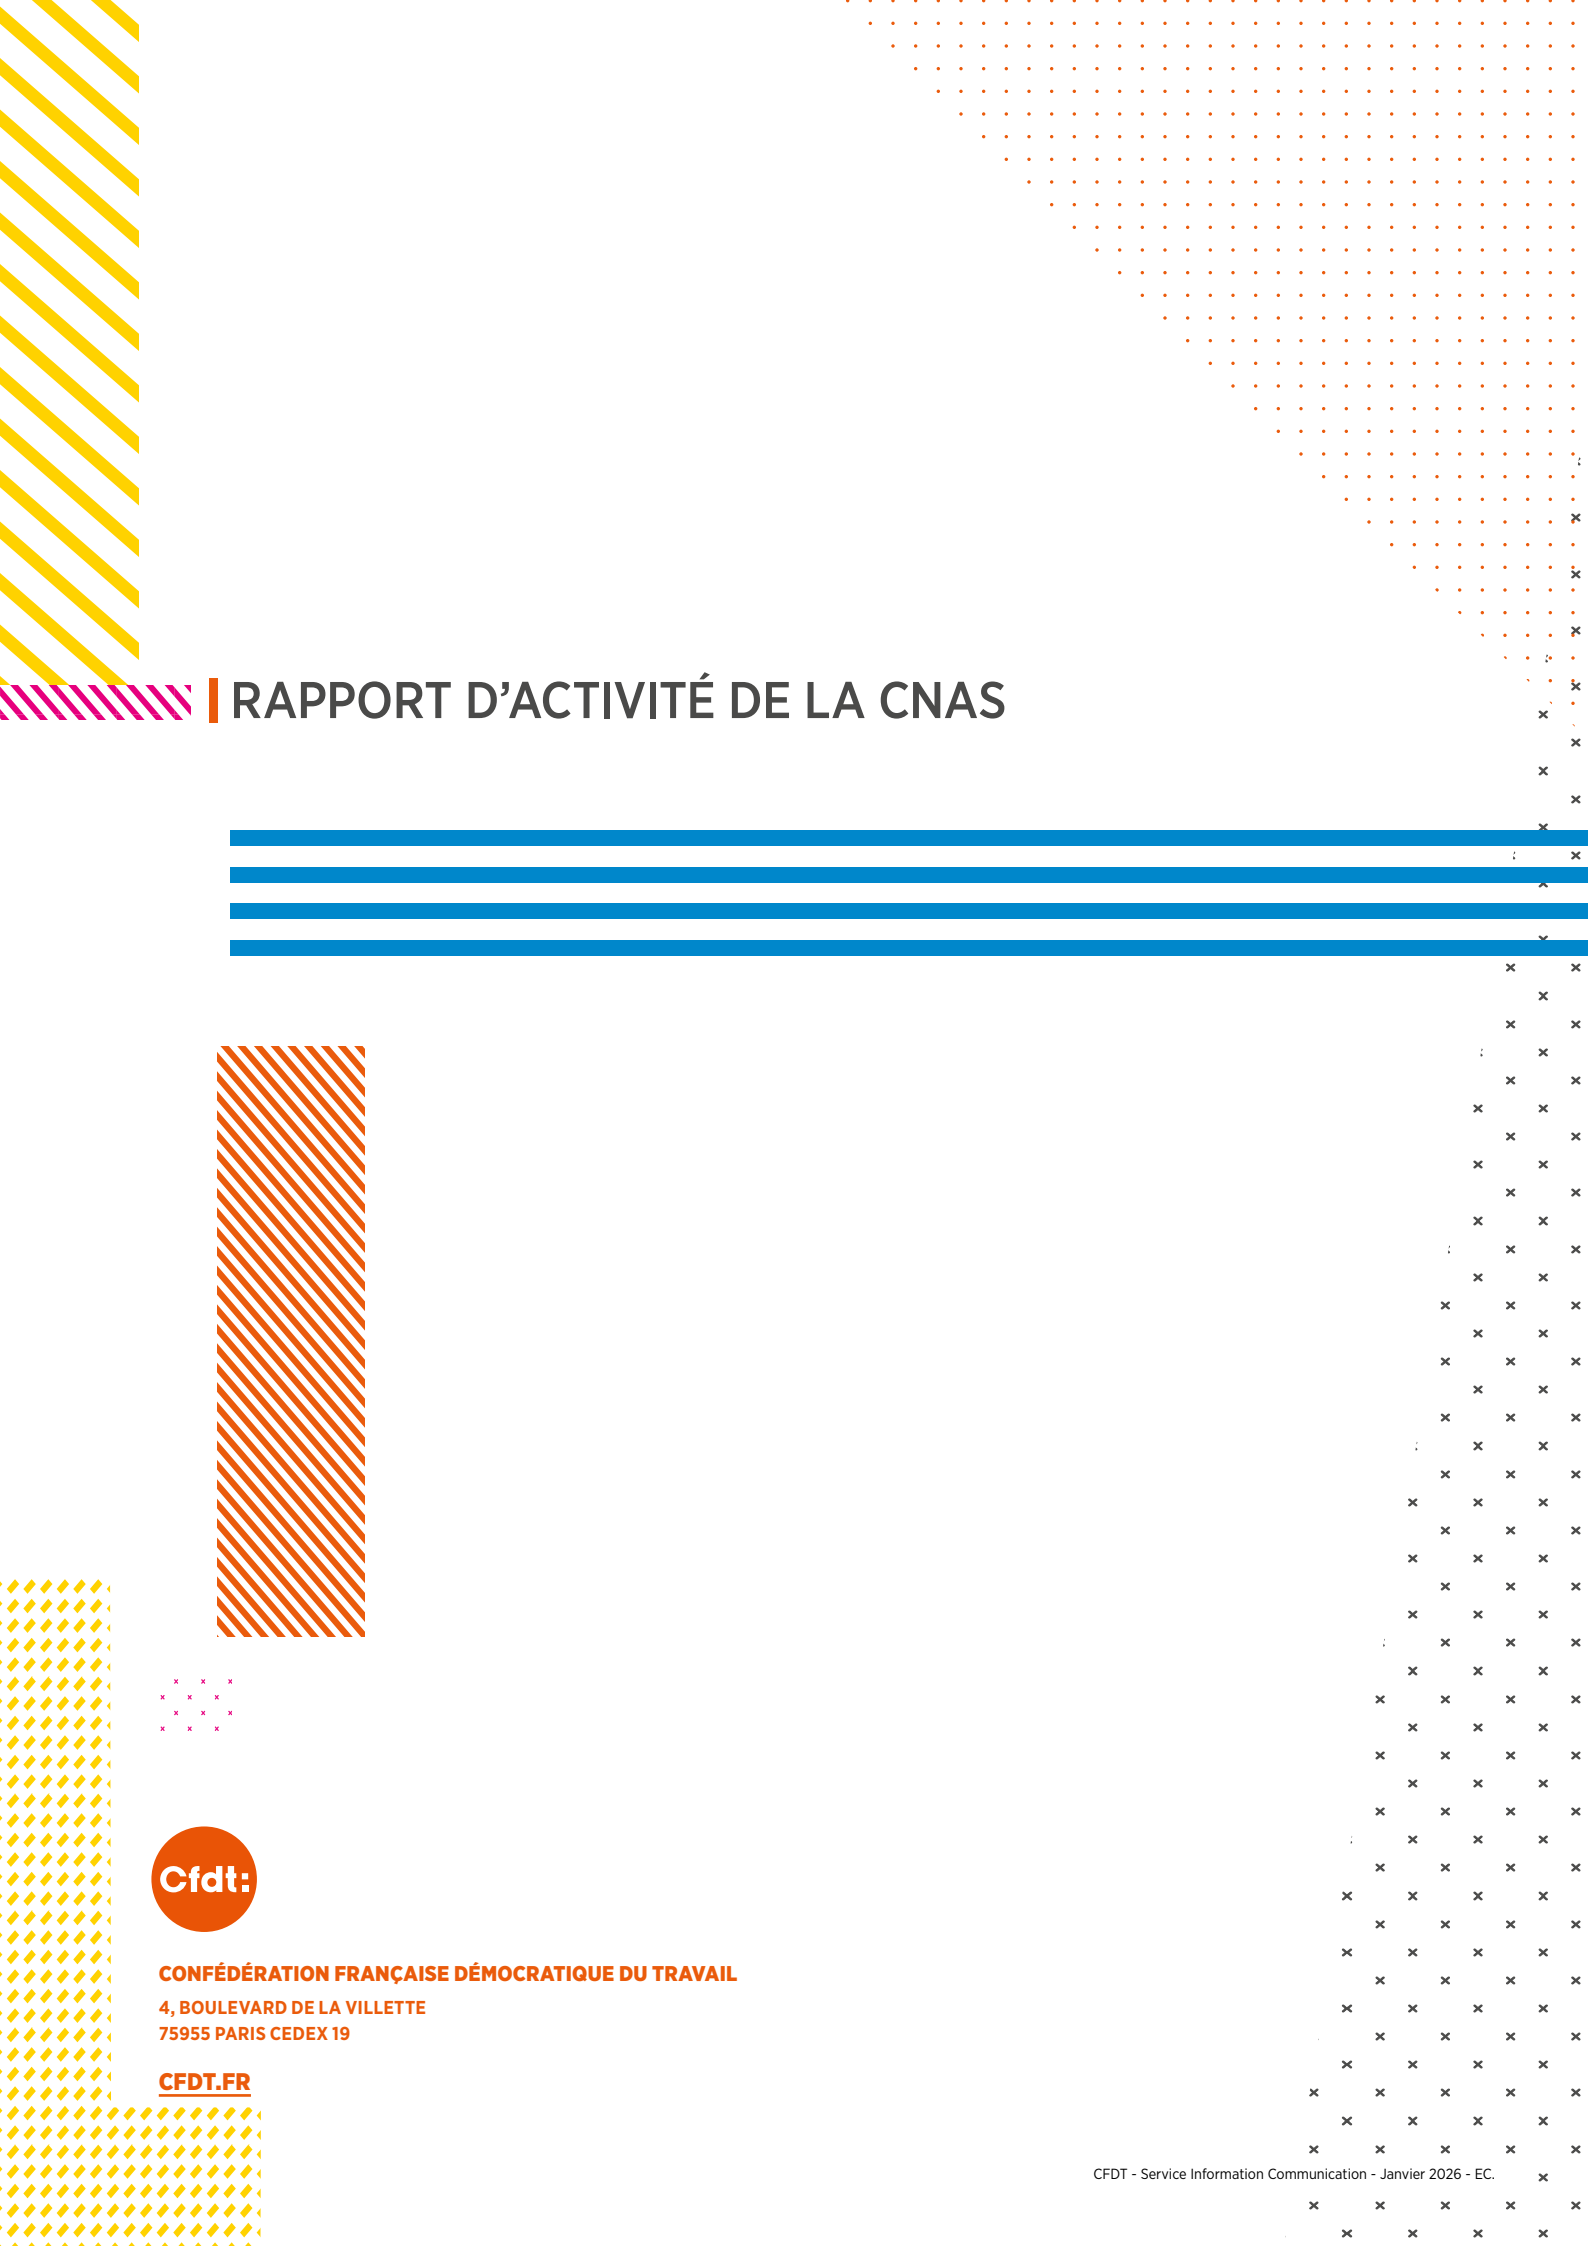 RAPPORT D’ACTIVITÉ DE LA CNAS
Cfdt:
CONFÉDÉRATION FRANÇAISE DÉMOCRATIQUE DU TRAVAIL
4, BOULEVARD DE LA VILLETTE
75955 PARIS CEDEX 19
CFDT.FR
CFDT - Service Information Communication - Janvier 2026 - EC.